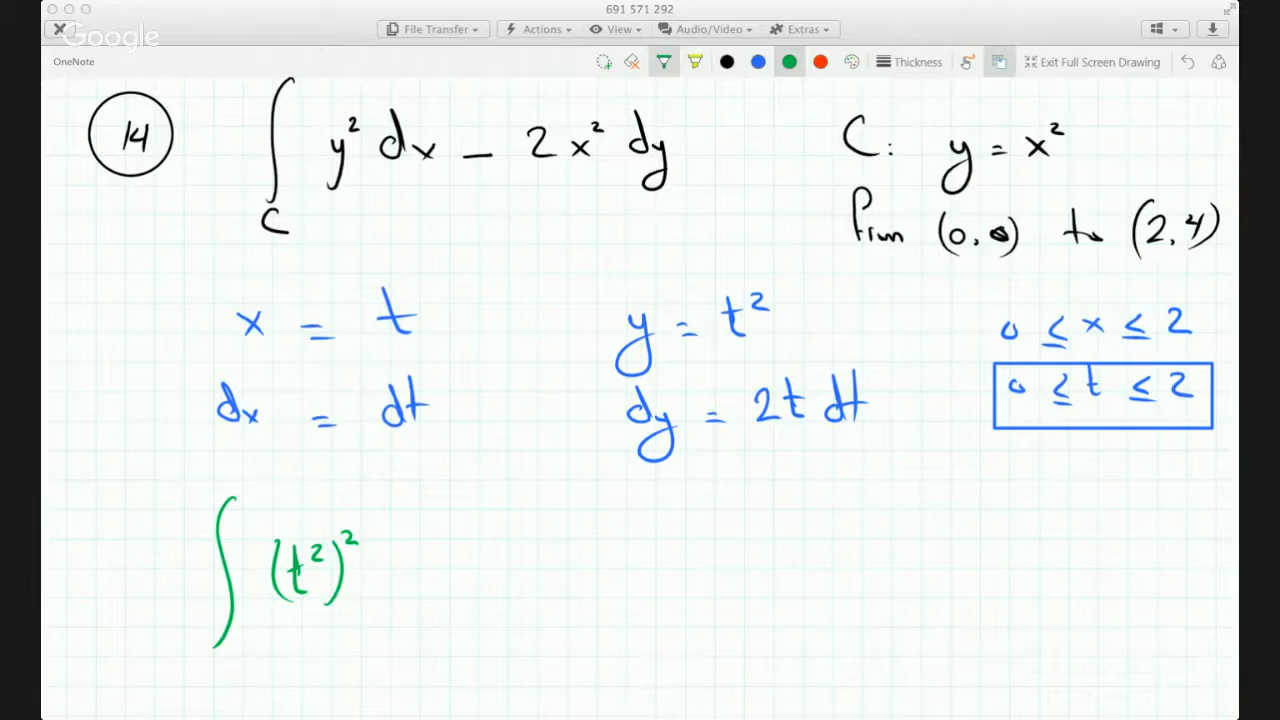 691 571 292
Google
File Transfer Actions View Audio/Video Extras
OneNote
Thickness Exit Full Screen Drawing
14 ∫_C y² dx − 2x² dy C: y = x²
From (0,0) to (2,4)
x = t y = t² 0 ≤ x ≤ 2
dx = dt dy = 2t dt 0 ≤ t ≤ 2
∫ (t²)²